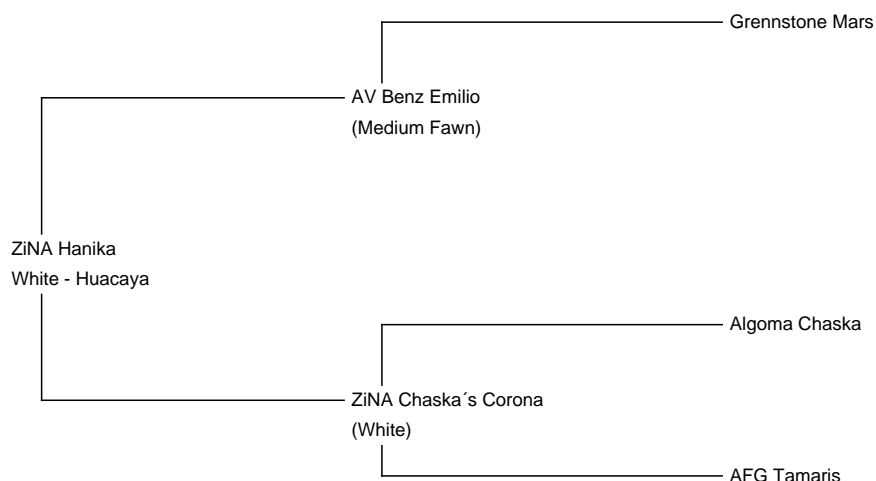 Grennstone Mars
AV Benz Emilio
(Medium Fawn)
ZiNA Hanika
White - Huacaya
Algoma Chaska
ZiNA Chaska´s Corona
(White)
AFG Tamaris